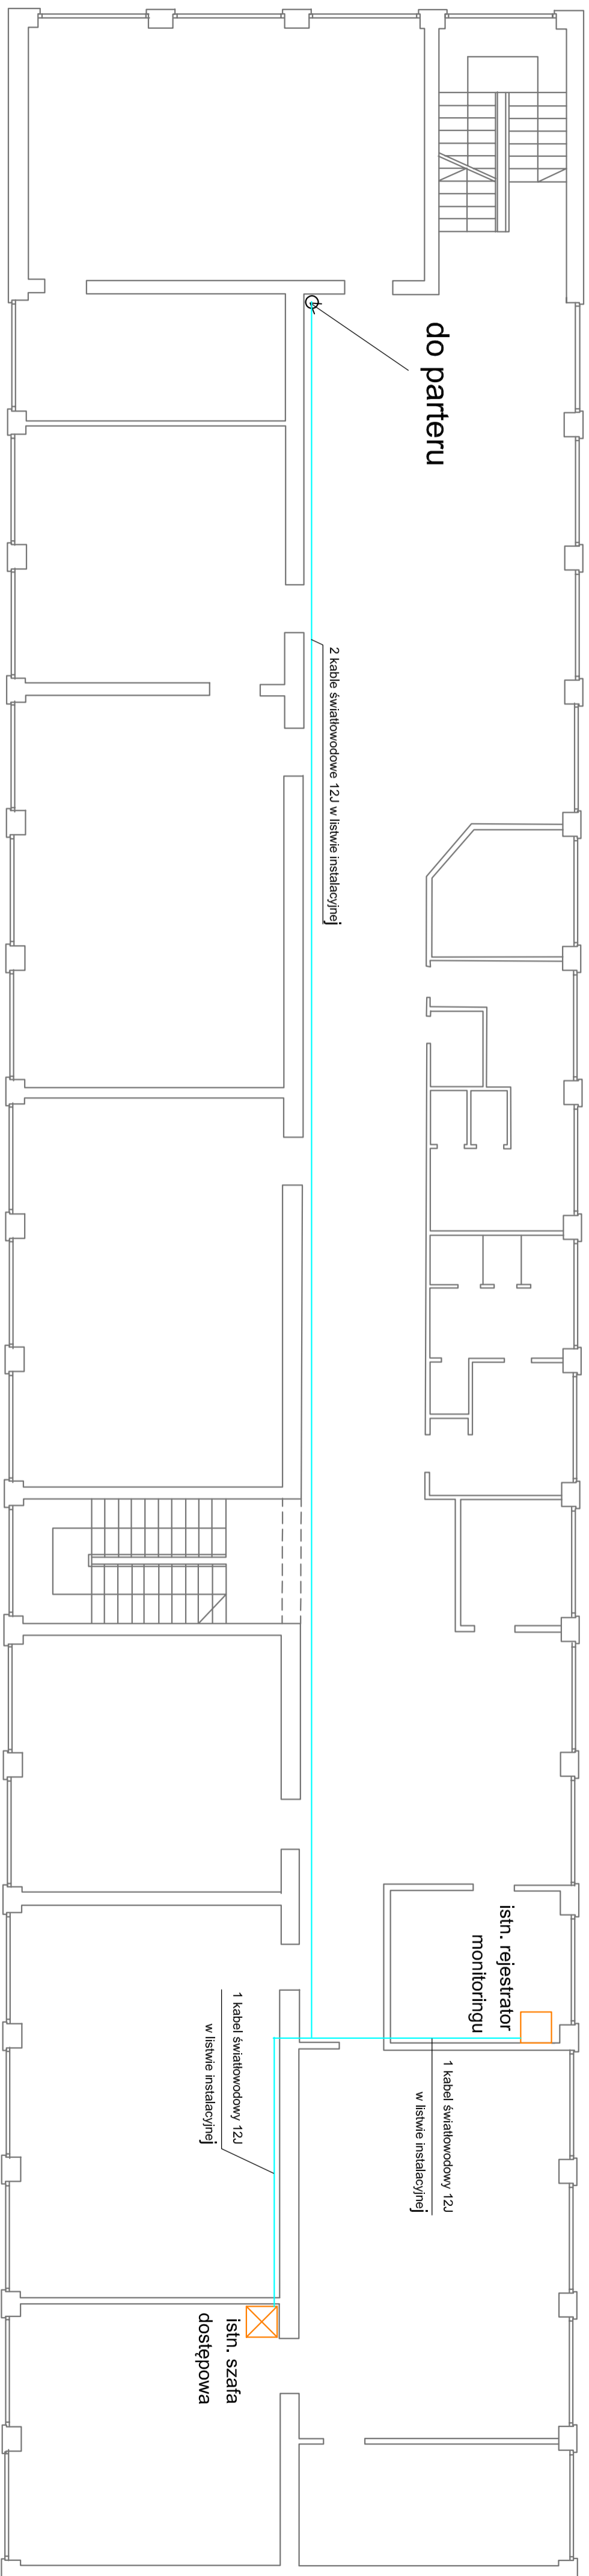 do parteru
2 kable światłowodowe 12J w listwie instalacyjnej
istn. rejestrator
monitoringu
1 kabel światłowodowy 12J
w listwie instalacyjnej
1 kabel światłowodowy 12J
w listwie instalacyjnej
istn. szafa
dostępowa